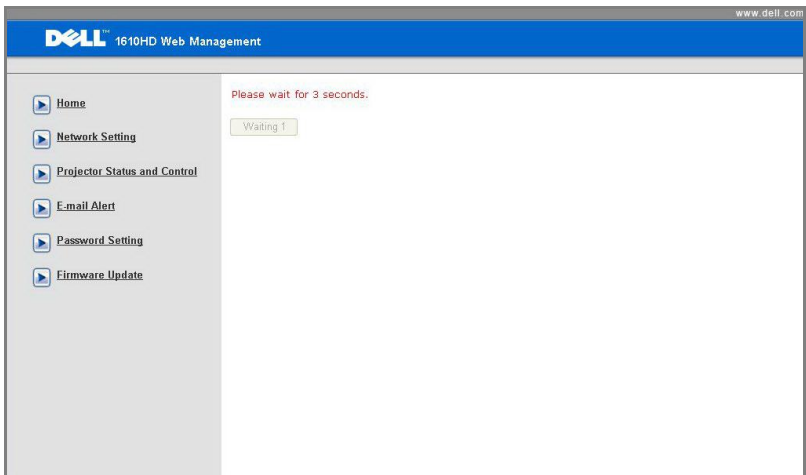 www.dell.com
DELL™ 1610HD Web Management
Home
Network Setting
Projector Status and Control
E-mail Alert
Password Setting
Firmware Update
Please wait for 3 seconds.
Waiting 1